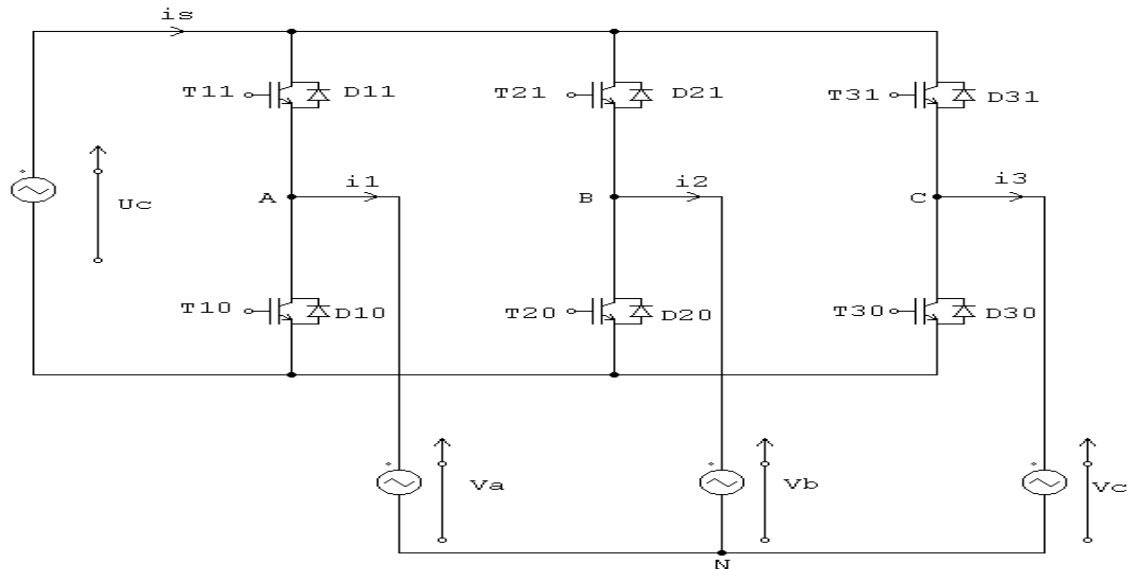 is
T11 D11 T21 D21 T31 D31
Uc
A i1 B i2 C i3
T10 D10 T20 D20 T30 D30
Va Vb Vc
N